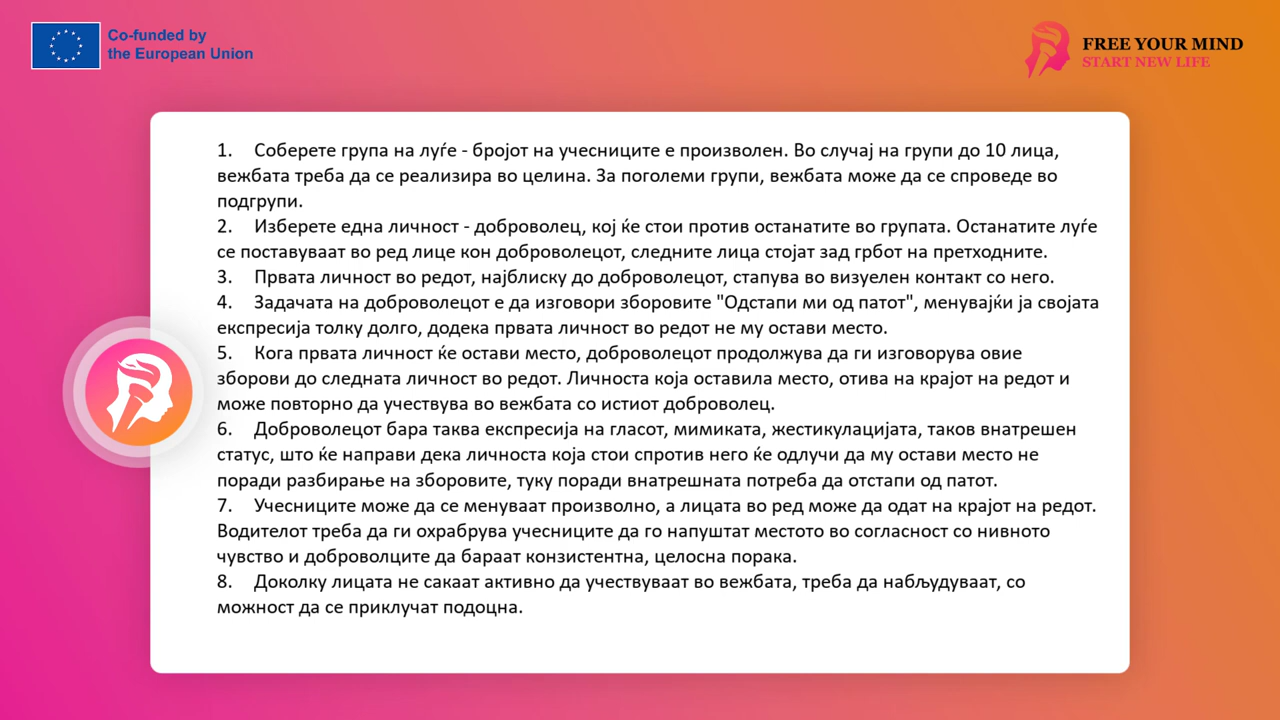 Co-funded by
the European Union
FREE YOUR MIND
START NEW LIFE
1. Соберете група на луѓе - бројот на учесниците е произволен. Во случај на групи до 10 лица,
вежбата треба да се реализира во целина. За поголеми групи, вежбата може да се спроведе во
подгрупи.
2. Изберете една личност - доброволец, кој ќе стои против останатите во групата. Останатите луѓе
се поставуваат во ред лице кон доброволецот, следните лица стојат зад грбот на претходните.
3. Првата личност во редот, најблиску до доброволецот, стапува во визуелен контакт со него.
4. Задачата на доброволецот е да изговори зборовите "Одстапи ми од патот", менувајќи ја својата
експресија толку долго, додека првата личност во редот не му остави место.
5. Кога првата личност ќе остави место, доброволецот продолжува да ги изговорува овие
зборови до следната личност во редот. Личноста која оставила место, отива на крајот на редот и
може повторно да учествува во вежбата со истиот доброволец.
6. Доброволецот бара таква експресија на гласот, мимиката, жестикулацијата, таков внатрешен
статус, што ќе направи дека личноста која стои спротив него ќе одлучи да му остави место не
поради разбирање на зборовите, туку поради внатрешната потреба да отстапи од патот.
7. Учесниците може да се менуваат произволно, а лицата во ред може да одат на крајот на редот.
Водителот треба да ги охрабрува учесниците да го напуштат местото во согласност со нивното
чувство и доброволците да бараат конзистентна, целосна порака.
8. Доколку лицата не сакаат активно да учествуваат во вежбата, треба да набљудуваат, со
можност да се приклучат подоцна.